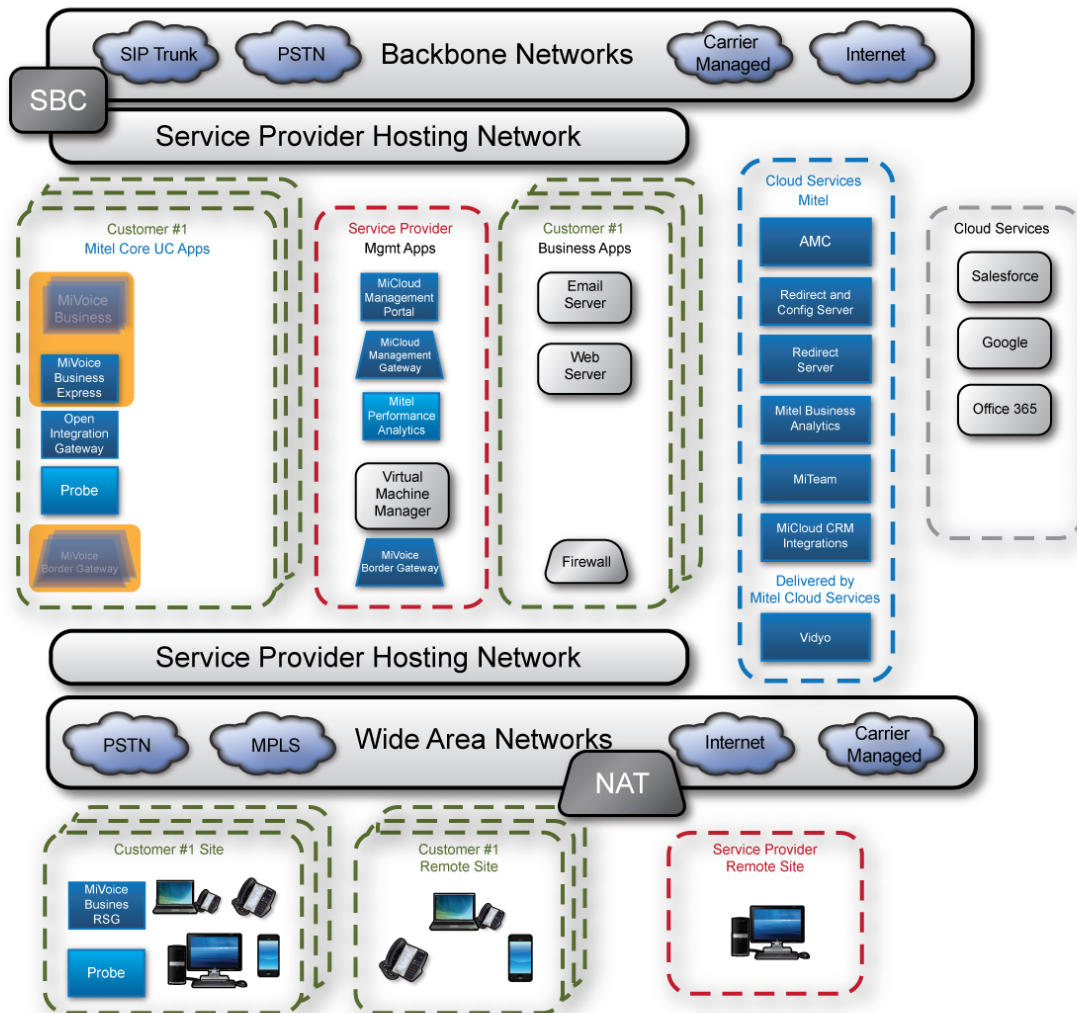 SIP Trunk
PSTN
Backbone Networks
Carrier
Managed
Internet
SBC
Service Provider Hosting Network
Customer #1
Mitel Core UC Apps
MiVoice
Business
MiVoice
Business
Express
Open
Integration
Gateway
Probe
MiVoice
Border Gateway
Service Provider
Mgmt Apps
MiCloud
Management
Portal
MiCloud
Management
Gateway
Mitel
Performance
Analytics
Virtual
Machine
Manager
MiVoice
Border Gateway
Customer #1
Business Apps
Email
Server
Web
Server
Firewall
Cloud Services
Mitel
AMC
Redirect and
Config Server
Redirect
Server
Mitel Business
Analytics
MiTeam
MiCloud CRM
Integrations
Delivered by
Mitel Cloud Services
Vidyo
Cloud Services
Salesforce
Google
Office 365
Service Provider Hosting Network
PSTN
MPLS
Wide Area Networks
Internet
Carrier
Managed
NAT
Customer #1 Site
MiVoice
Busines
RSG
Probe
Customer #1
Remote Site
Service Provider
Remote Site